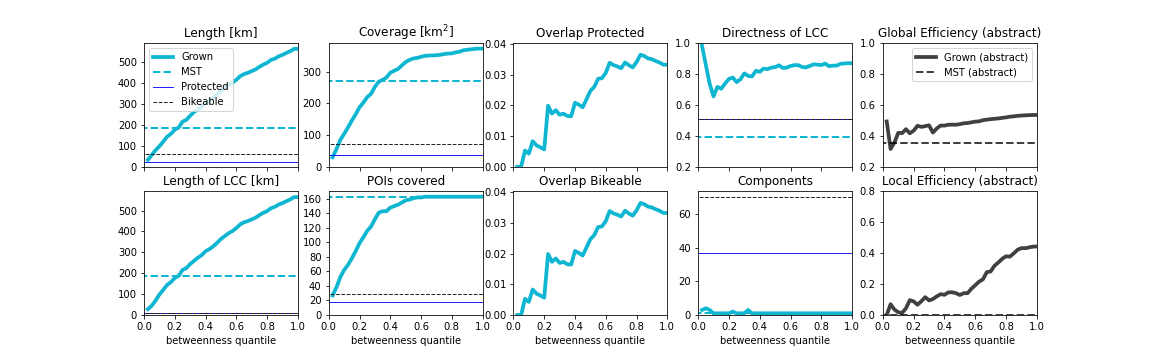 Length [km]
Coverage [km²]
Overlap Protected
Directness of LCC
Global Efficiency (abstract)
500
400
300
200
100
0
Grown
MST
Protected
Bikeable
300
200
100
0
0.04
0.03
0.02
0.01
0.00
1.0
0.8
0.6
0.4
0.2
1.0
0.8
0.6
0.4
0.2
Grown (abstract)
MST (abstract)
Length of LCC [km]
POIs covered
Overlap Bikeable
Components
Local Efficiency (abstract)
500
400
300
200
100
0
160
140
120
100
80
60
40
20
0
0.04
0.03
0.02
0.01
0.00
60
40
20
0
0.8
0.6
0.4
0.2
0.0
0.0 0.2 0.4 0.6 0.8 1.0
0.0 0.2 0.4 0.6 0.8 1.0
0.0 0.2 0.4 0.6 0.8 1.0
0.0 0.2 0.4 0.6 0.8 1.0
0.0 0.2 0.4 0.6 0.8 1.0
betweenness quantile
betweenness quantile
betweenness quantile
betweenness quantile
betweenness quantile